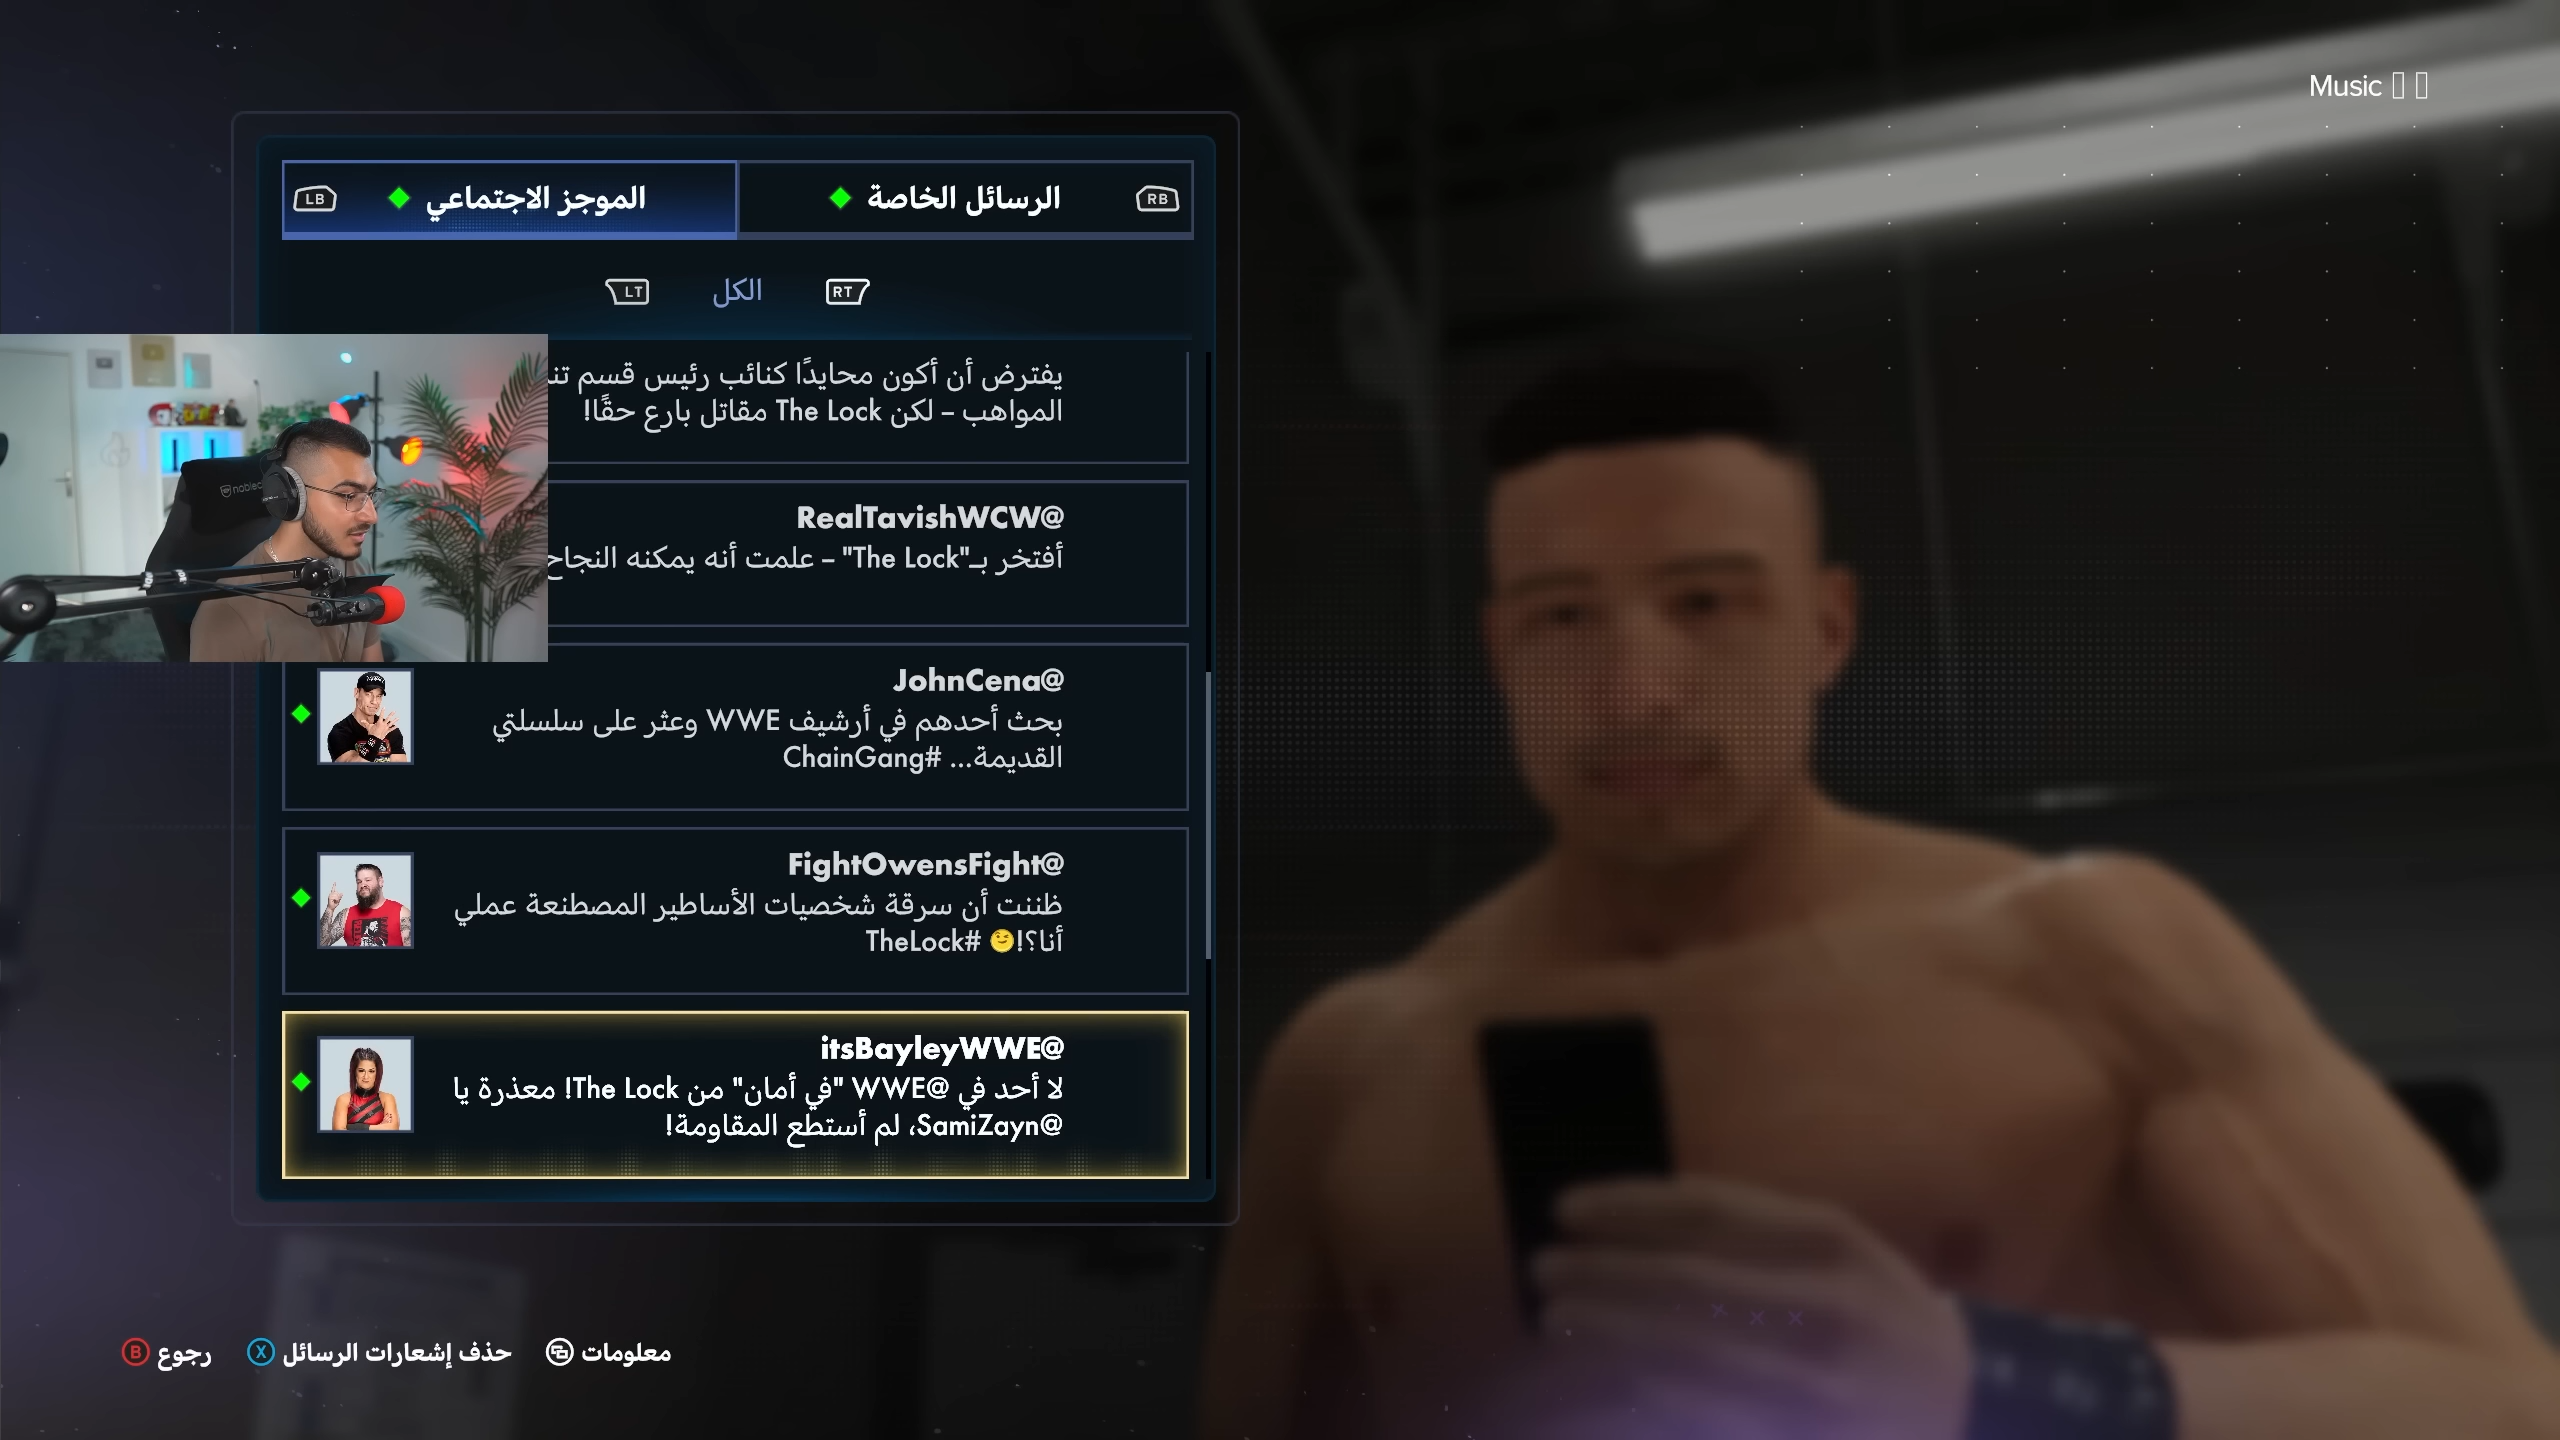 Music
LB
الموجز الاجتماعي
الرسائل الخاصة
RB
LT
الكل
RT
يفترض أن أكون محايدًا كنائب رئيس قسم
المواهب – لكن The Lock مقاتل بارع حقًا!
RealTavishWCW@
أفتخر بـ"The Lock" – علمت أنه يمكنه النجاح
JohnCena@
بحث أحدهم في أرشيف WWE وعثر على سلسلتي
القديمة... #ChainGang
FightOwensFight@
ظننت أن سرقة شخصيات الأساطير المصطنعة عملي
أنا؟!😉 #TheLock
itsBayleyWWE@
لا أحد في @WWE "في أمان" من The Lock! معذرة يا
@SamiZayn، لم أستطع المقاومة!
B رجوع
X حذف إشعارات الرسائل
معلومات